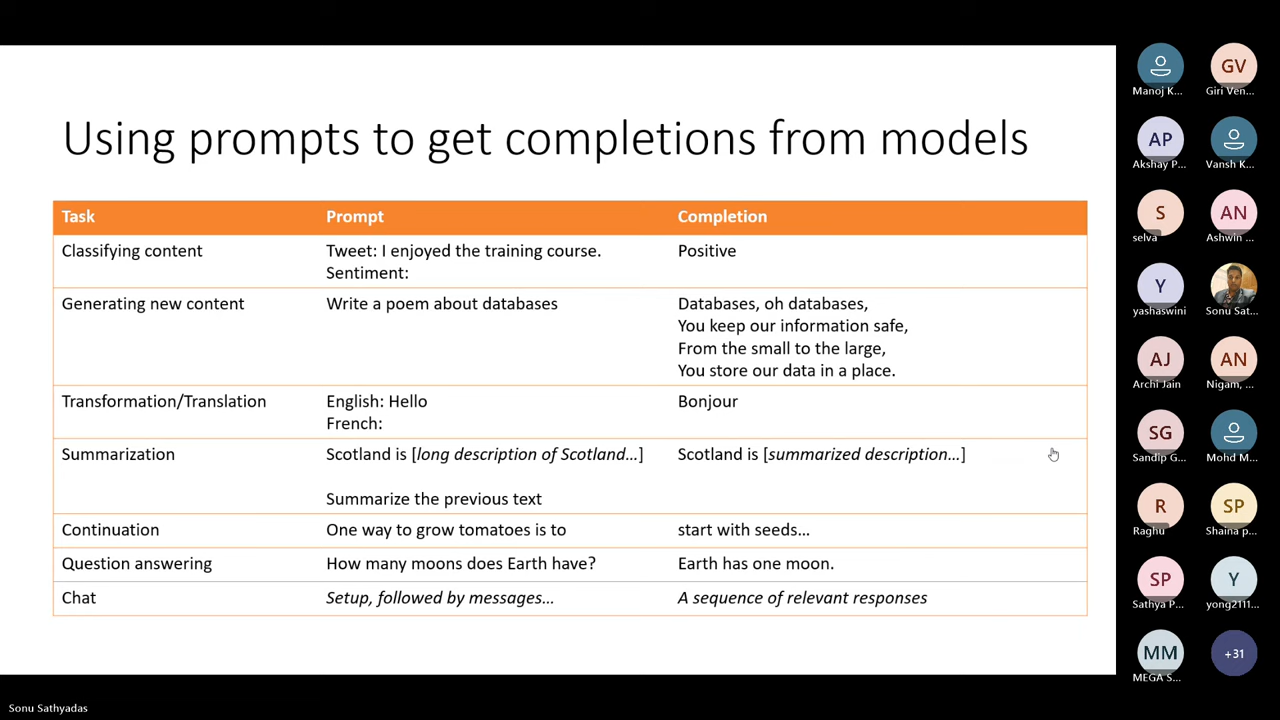 Using prompts to get completions from models
Task Prompt Completion
Classifying content Tweet: I enjoyed the training course. Positive
Sentiment:
Generating new content Write a poem about databases Databases, oh databases,
You keep our information safe,
From the small to the large,
You store our data in a place.
Transformation/Translation English: Hello Bonjour
French:
Summarization Scotland is [long description of Scotland...] Scotland is [summarized description...]
Summarize the previous text
Continuation One way to grow tomatoes is to start with seeds...
Question answering How many moons does Earth have? Earth has one moon.
Chat Setup, followed by messages... A sequence of relevant responses
Manoj K...
GV
Giri Ven...
AP
Akshay P...
Vansh K...
S
selva
AN
Ashwin ...
Y
yashaswini
Sonu Sat...
AJ
Archi Jain
AN
Nigam, ...
SG
Sandip G...
Mohd M...
R
Raghu
SP
Shaina p...
SP
Sathya P...
Y
yong2111...
MM
MEGA S...
+31
Sonu Sathyadas